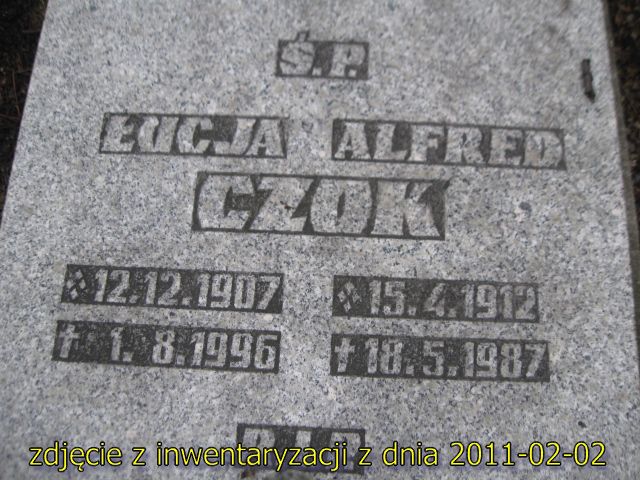 Ś.P.
ŁUCJA ALFRED
CZOK
12.12.1907 15.4.1912
1. 8.1996 18.5.1987
R.I.P.
zdjęcie z inwentaryzacji z dnia 2011-02-02